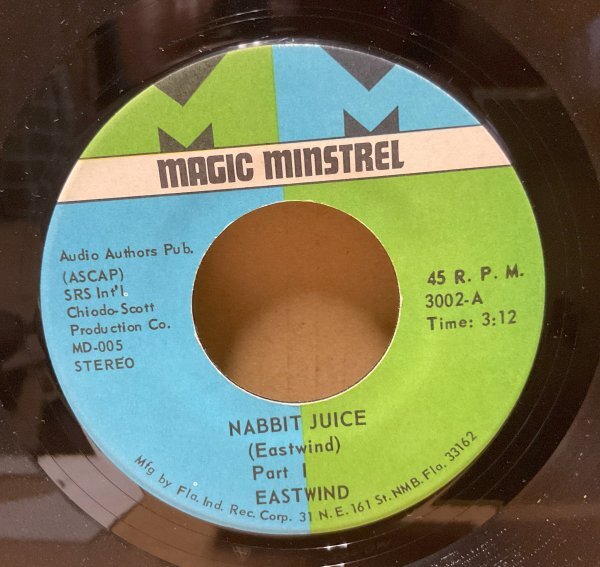 MAGIC MINSTREL
Audio Authors Pub.
(ASCAP)
SRS Int'l
Chiodo-Scott
Production Co.
MD-005
STEREO
45 R. P. M.
3002-A
Time: 3:12
NABBIT JUICE
(Eastwind)
Part I
EASTWIND
Mfg by Fla. Ind. Rec. Corp. 31 N. E. 161 St. NMB. Fla. 33162